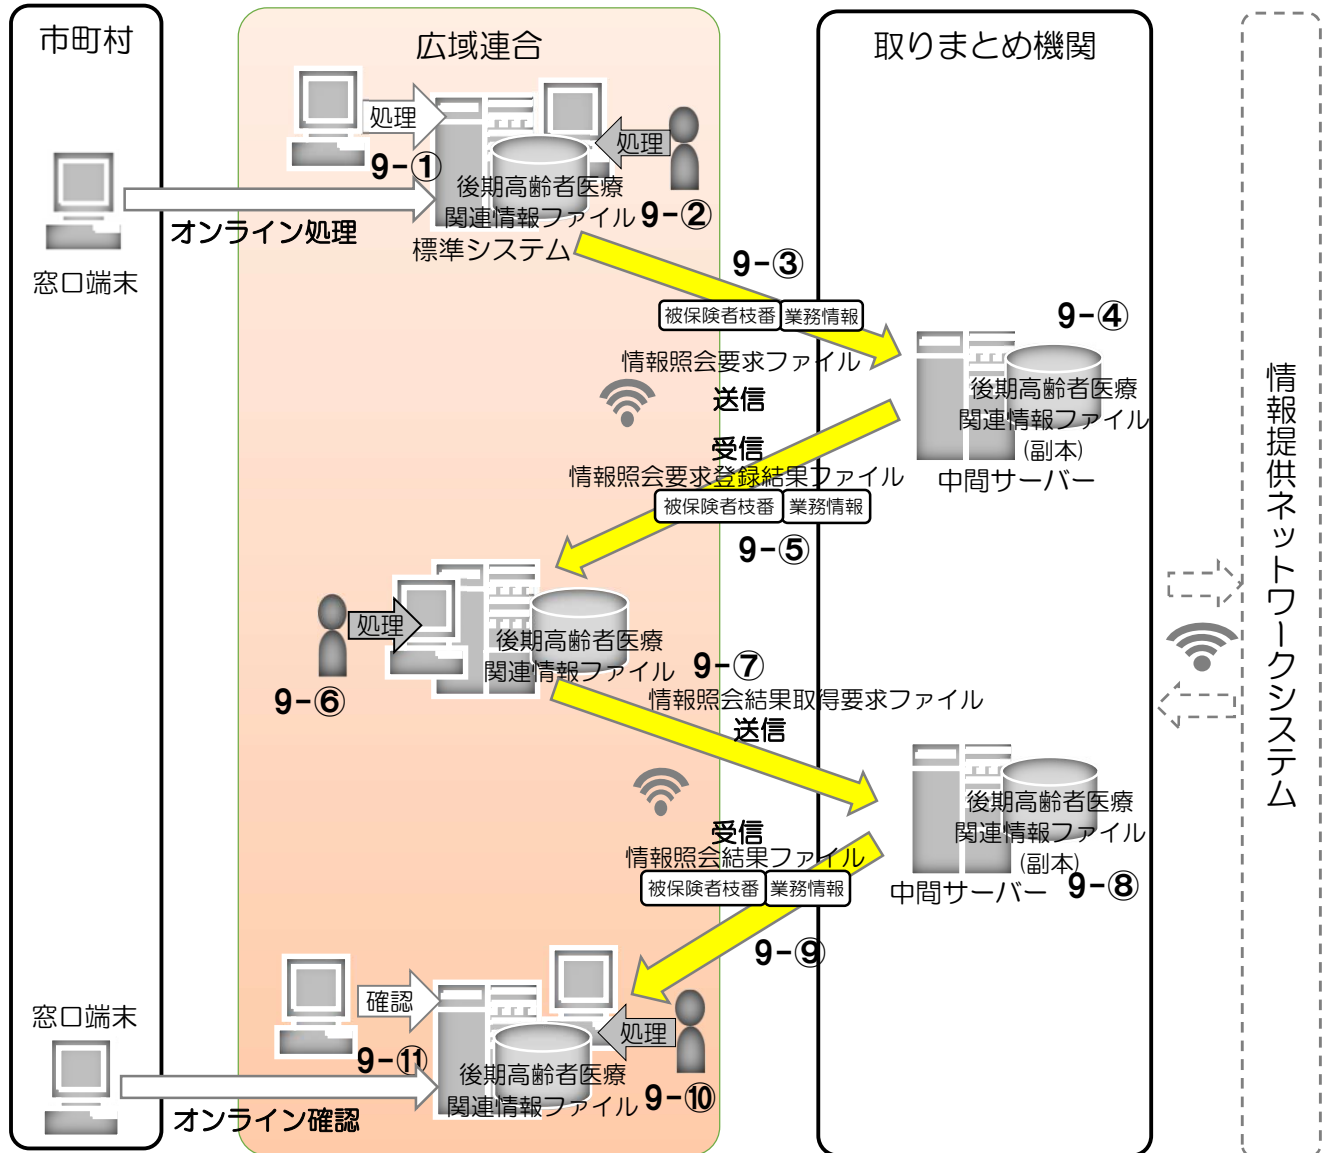 市町村
広域連合
取りまとめ機関
処理
処理
9-①
後期高齢者医療
関連情報ファイル
9-②
標準システム
オンライン処理
窓口端末
9-③
被保険者枝番
業務情報
情報照会要求ファイル
送信
9-④
後期高齢者医療
関連情報ファイル
(副本)
中間サーバー
受信
情報照会要求登録結果ファイル
被保険者枝番
業務情報
9-⑤
情報提供ネットワークシステム
処理
9-⑥
後期高齢者医療
関連情報ファイル
9-⑦
情報照会結果取得要求ファイル
送信
後期高齢者医療
関連情報ファイル
(副本)
中間サーバー
9-⑧
受信
情報照会結果ファイル
被保険者枝番
業務情報
9-⑨
確認
処理
窓口端末
9-⑪
後期高齢者医療
関連情報ファイル
9-⑩
オンライン確認